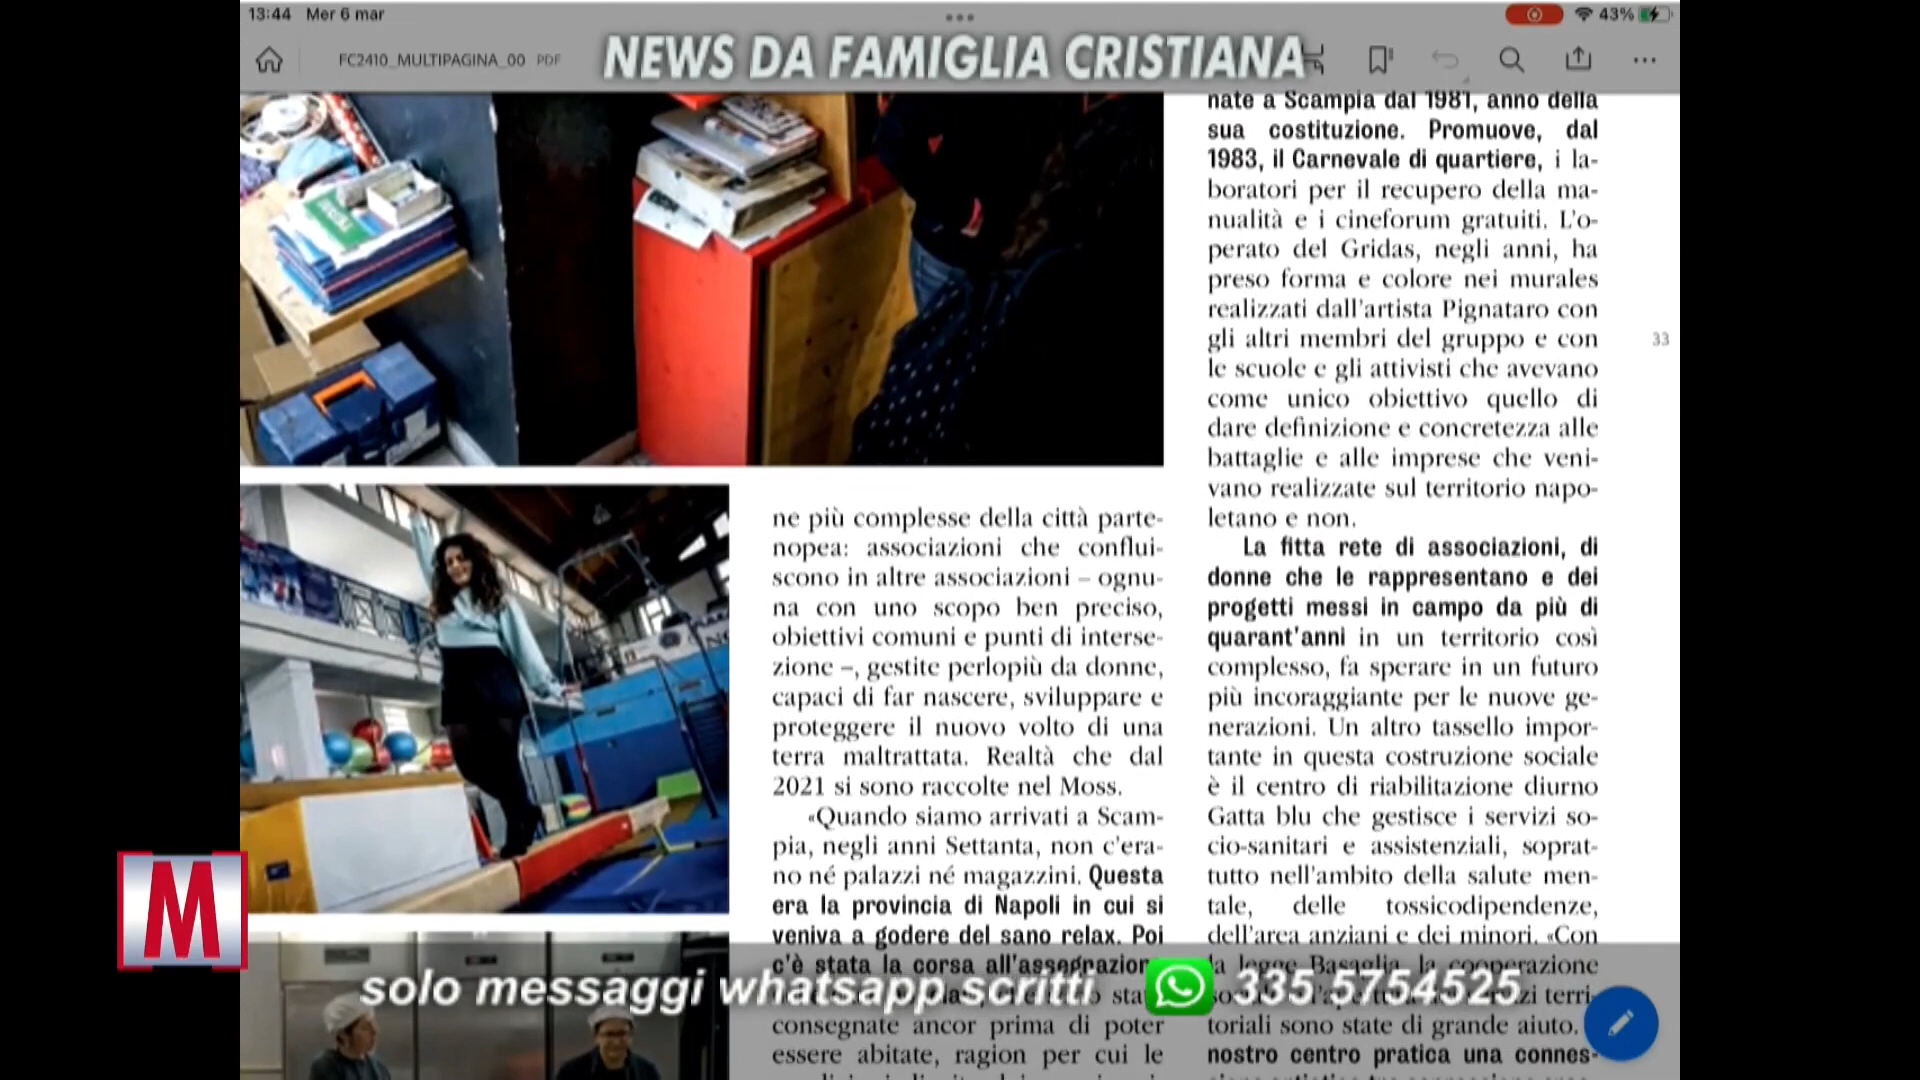 13:44 Mer 6 mar
43%
FC2410_MULTIPAGINA_00 PDF
NEWS DA FAMIGLIA CRISTIANA
ne più complesse della città parte-
nopea: associazioni che conflui-
scono in altre associazioni – ognu-
na con uno scopo ben preciso,
obiettivi comuni e punti di interse-
zione –, gestite perlopiù da donne,
capaci di far nascere, sviluppare e
proteggere il nuovo volto di una
terra maltrattata. Realtà che dal
2021 si sono raccolte nel Moss.
«Quando siamo arrivati a Scam-
pia, negli anni Settanta, non c'era-
no né palazzi né magazzini. Questa
era la provincia di Napoli in cui si
veniva a godere del sano relax. Poi
c'è stata la corsa all'assegnazion
consegnate ancor prima di poter
essere abitate, ragion per cui le
nate a Scampia dal 1981, anno della
sua costituzione. Promuove, dal
1983, il Carnevale di quartiere, i la-
boratori per il recupero della ma-
nualità e i cineforum gratuiti. L'o-
perato del Gridas, negli anni, ha
preso forma e colore nei murales
realizzati dall'artista Pignataro con
gli altri membri del gruppo e con
le scuole e gli attivisti che avevano
come unico obiettivo quello di
dare definizione e concretezza alle
battaglie e alle imprese che veni-
vano realizzate sul territorio napo-
letano e non.
La fitta rete di associazioni, di
donne che le rappresentano e dei
progetti messi in campo da più di
quarant'anni in un territorio così
complesso, fa sperare in un futuro
più incoraggiante per le nuove ge-
nerazioni. Un altro tassello impor-
tante in questa costruzione sociale
è il centro di riabilitazione diurno
Gatta blu che gestisce i servizi so-
cio-sanitari e assistenziali, soprat-
tutto nell'ambito della salute men-
tale, delle tossicodipendenze,
dell'area anziani e dei minori. «Con
la legge Basaglia, la cooperazione
toriali sono state di grande aiuto.
nostro centro pratica una connes-
33
M
solo messaggi whatsapp scritti 335 5754525